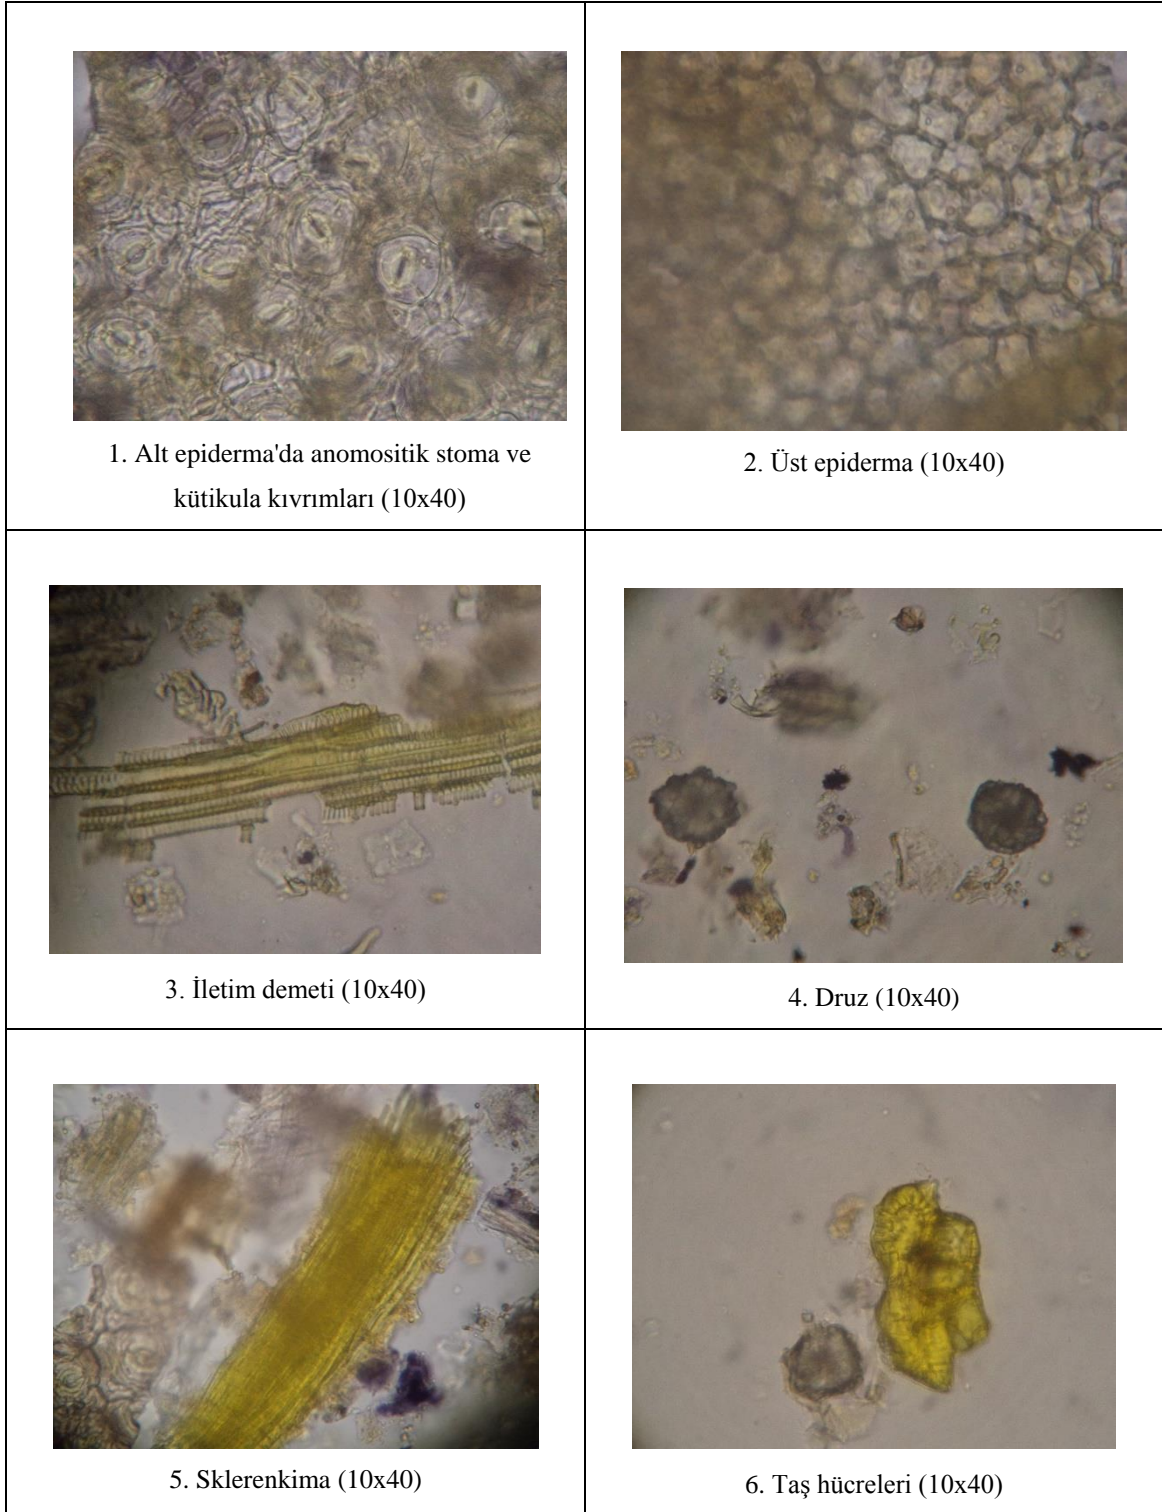 1. Alt epiderma'da anomositik stoma ve
kütikula kıvrımları (10x40)
2. Üst epiderma (10x40)
3. İletim demeti (10x40)
4. Druz (10x40)
5. Sklerenkima (10x40)
6. Taş hücreleri (10x40)